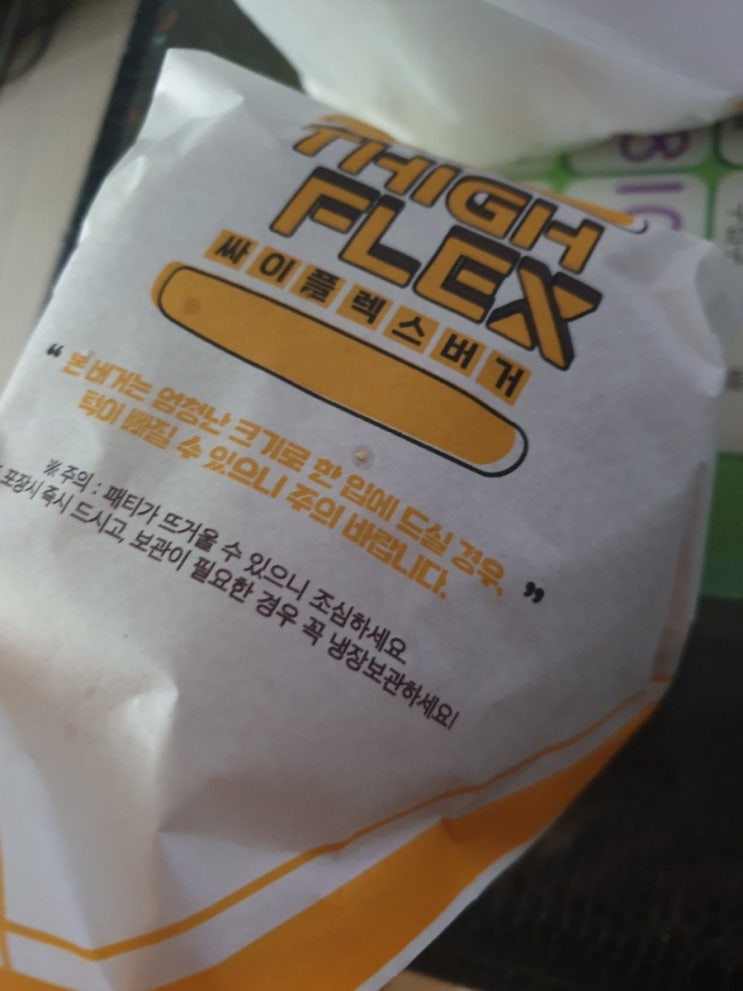 THIGH
FLEX
싸이플렉스버거
“ 본 버거는 엄청난 크기로 한 입에 드실 경우,
턱이 빠질 수 있으니 주의 바랍니다. ”
※ 주의 : 패티가 뜨거울 수 있으니 조심하세요.
포장시 즉시 드시고, 보관이 필요한 경우 꼭 냉장보관하세요!